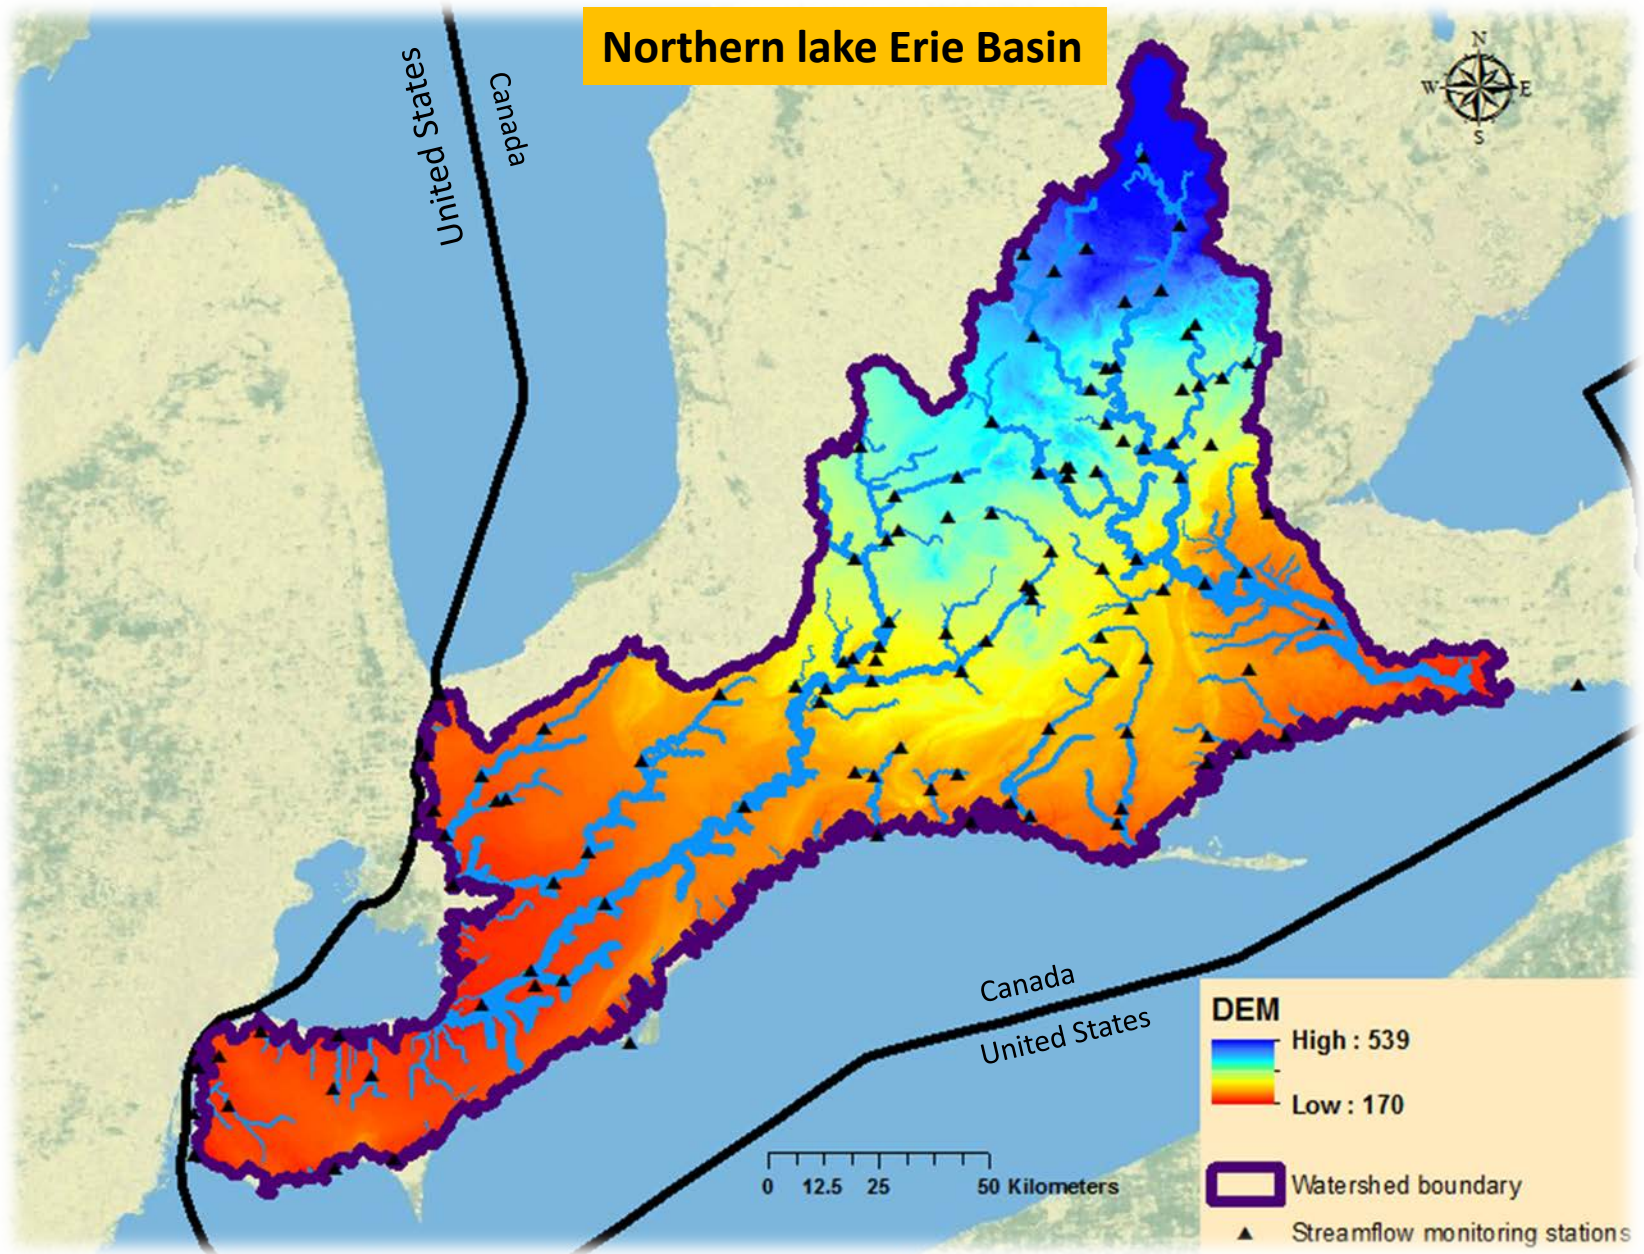 Northern lake Erie Basin
United States
Canada
N
W
E
S
Canada
United States
DEM
High : 539
Low : 170
0 12.5 25 50 Kilometers
Watershed boundary
Streamflow monitoring stations